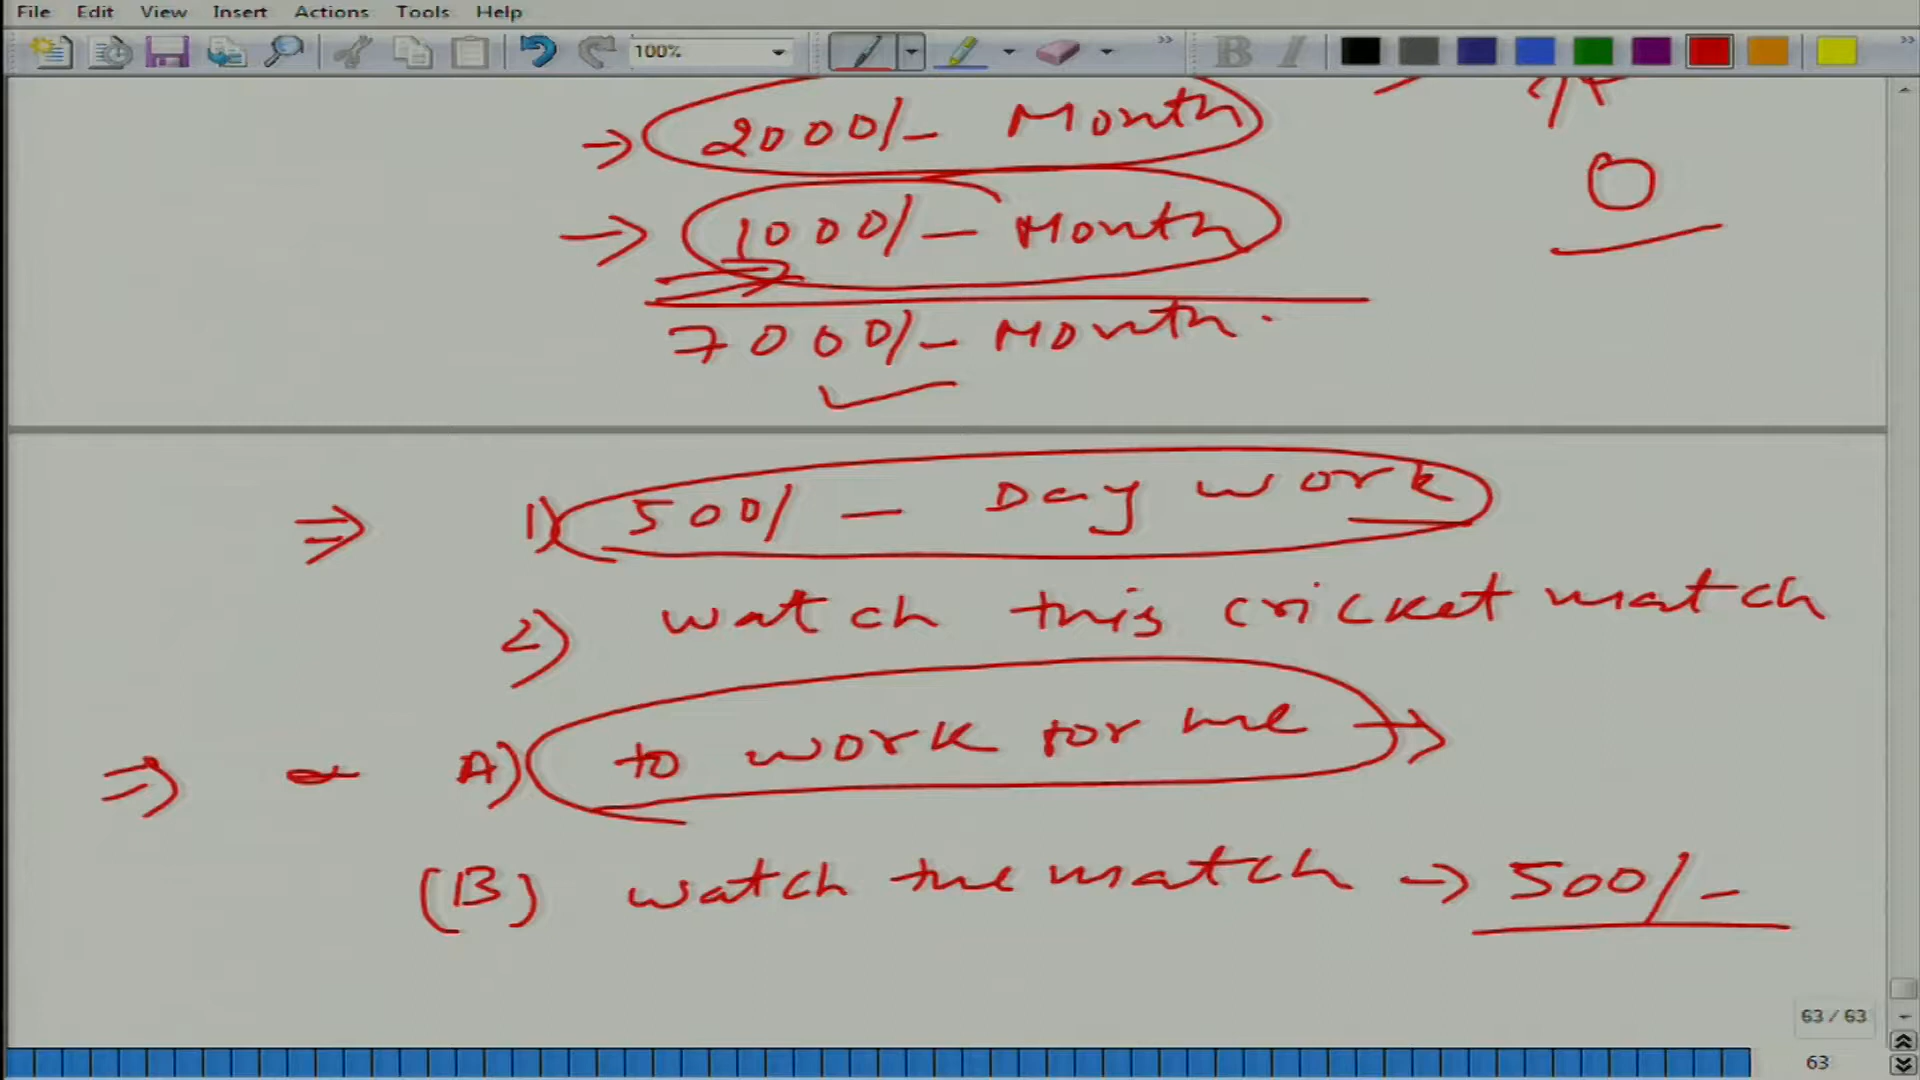 File Edit View Insert Actions Tools Help
100%
B I
→ 2000/- Month
0
→ 1000/- Month
7000/- Month.
⇒ 1) 500/- Day work
2) watch this cricket match
⇒ A) to work for me →
(B) watch the match → 500/-
63 / 63
63